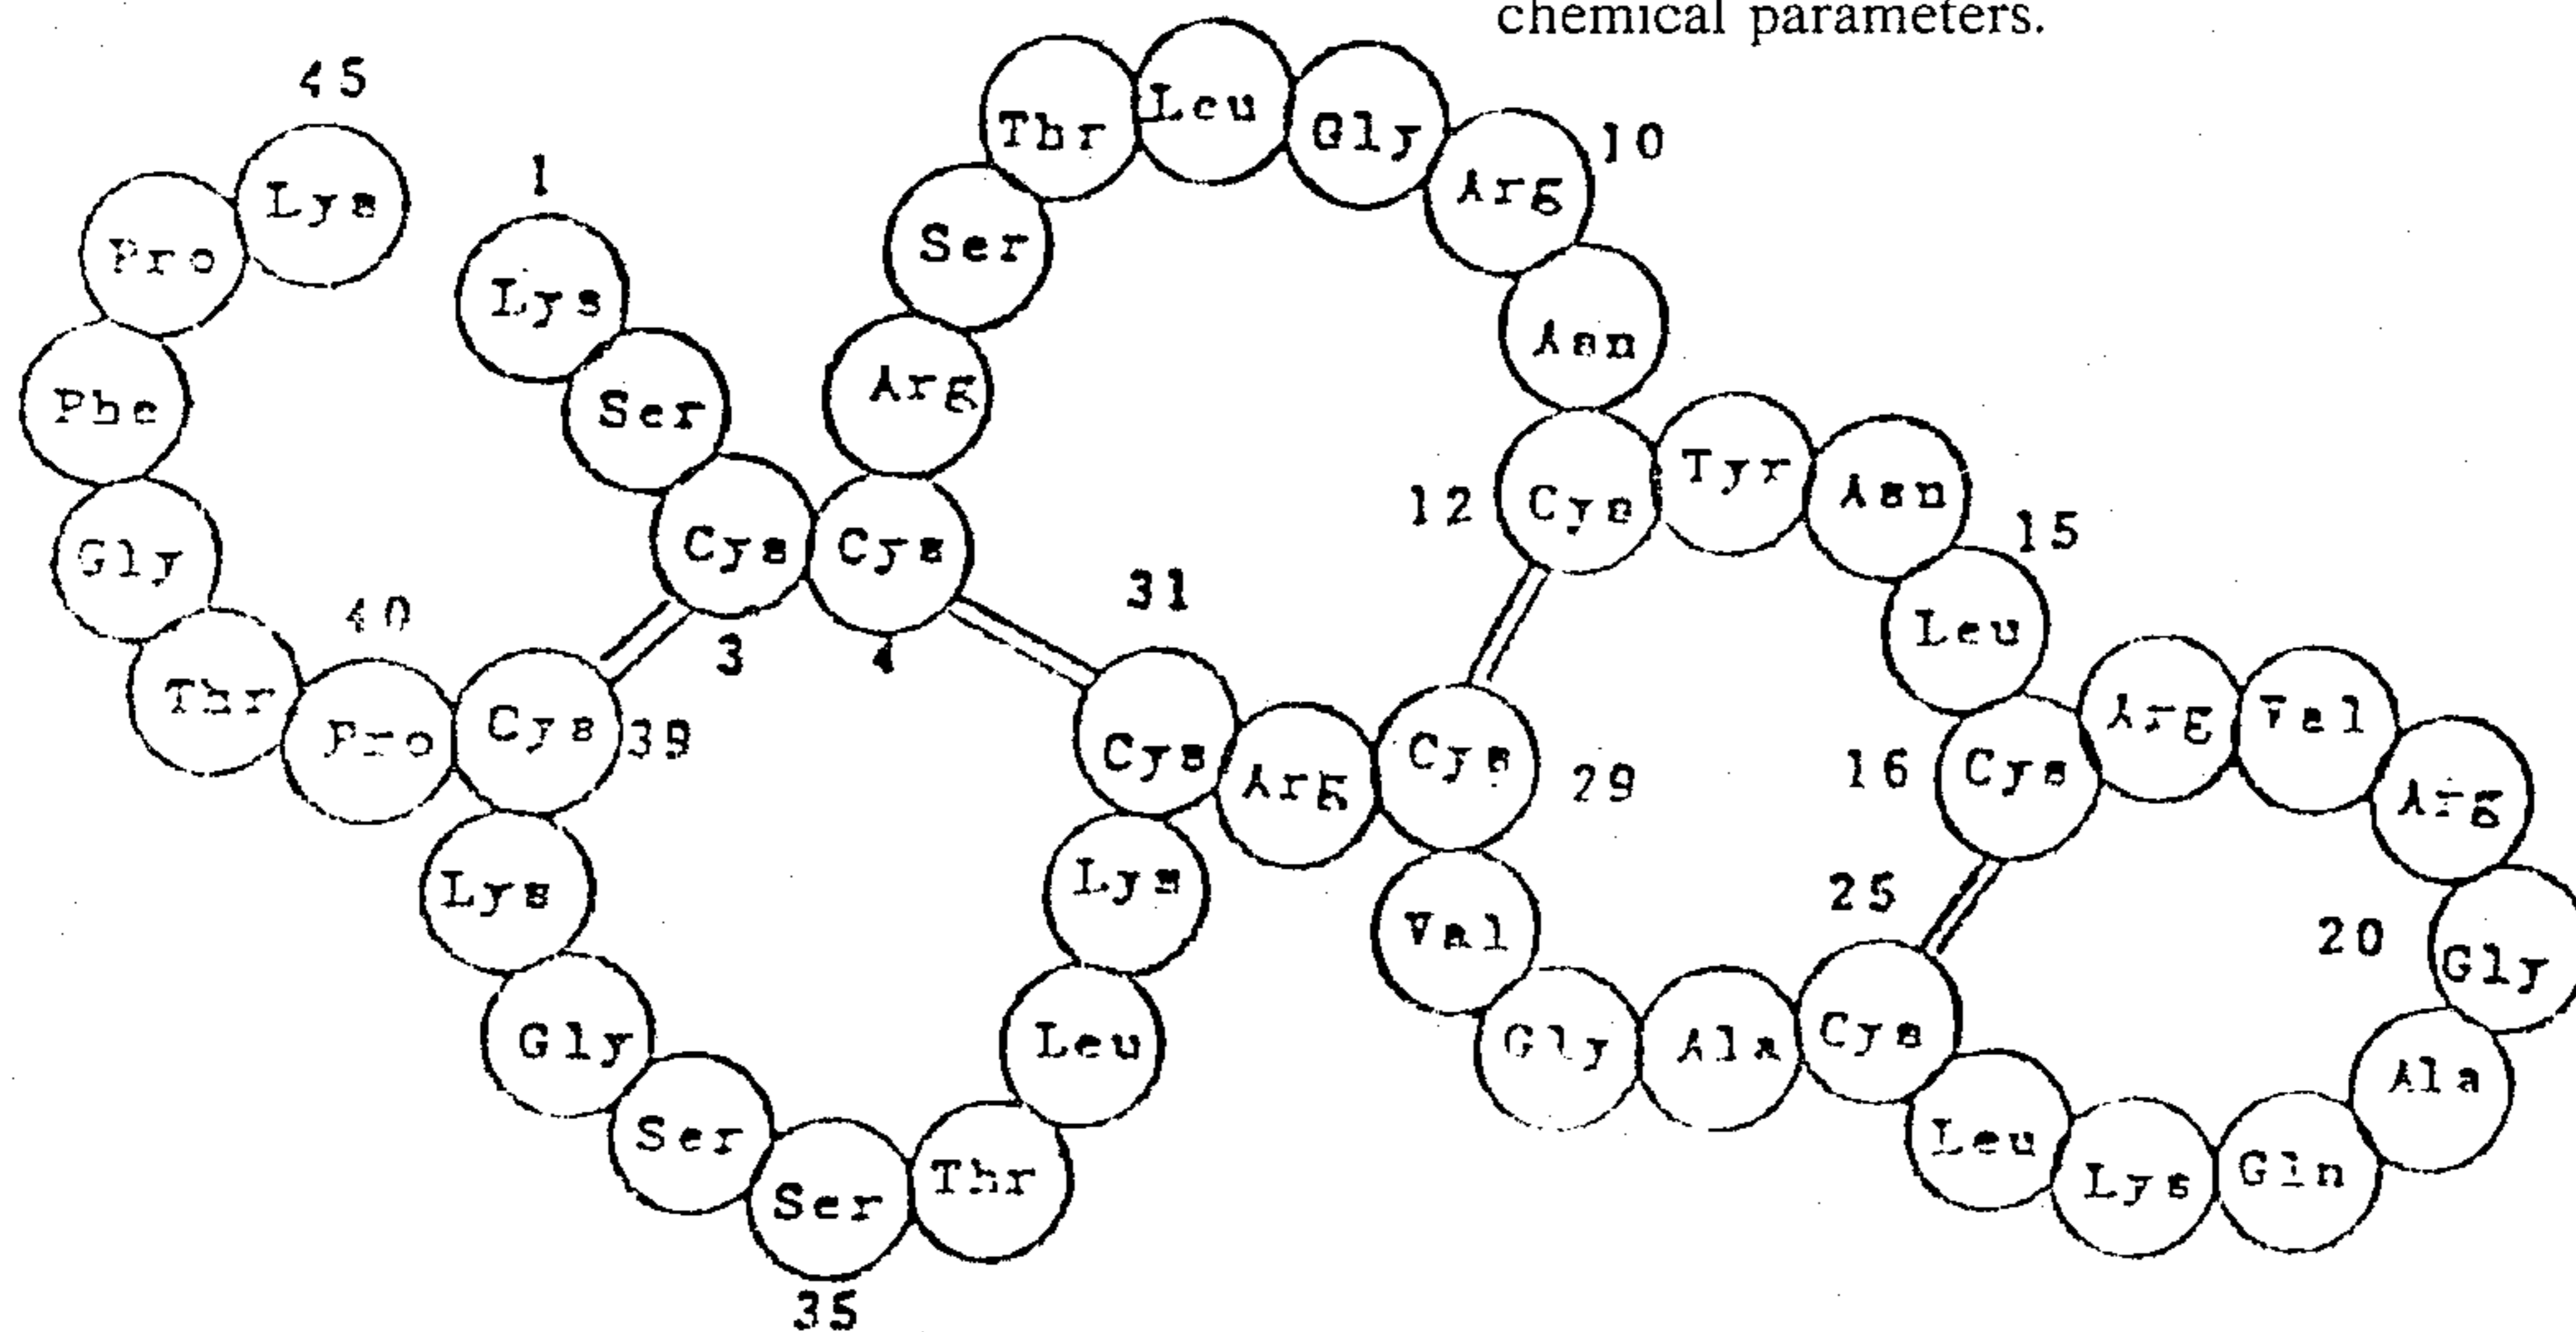 chemical parameters.
1
Lys
Ser
Cys
3
Cys
4
Arg
Ser
Thr
Leu
Gly
Arg
10
Asn
Cys
12
Tyr
Asn
Leu
15
Cys
16
Arg
Val
Arg
Gly
20
Ala
Gln
Lys
Leu
Cys
25
Ala
Gly
Val
Cys
29
Arg
Cys
31
Lys
Leu
Thr
Ser
35
Ser
Gly
Lys
Cys
39
Pro
40
Thr
Gly
Phe
Pro
Lys
45